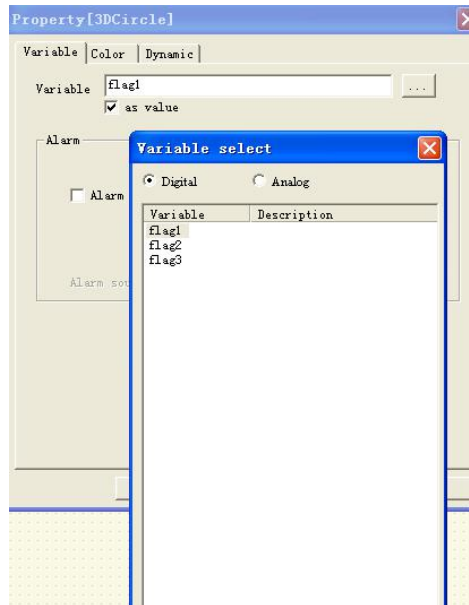 Property[3DCircle]
Variable Color Dynamic
Variable flag1 ...
as value
Alarm
Variable select
Digital Analog
Alarm
Variable Description
flag1
flag2
flag3
Alarm